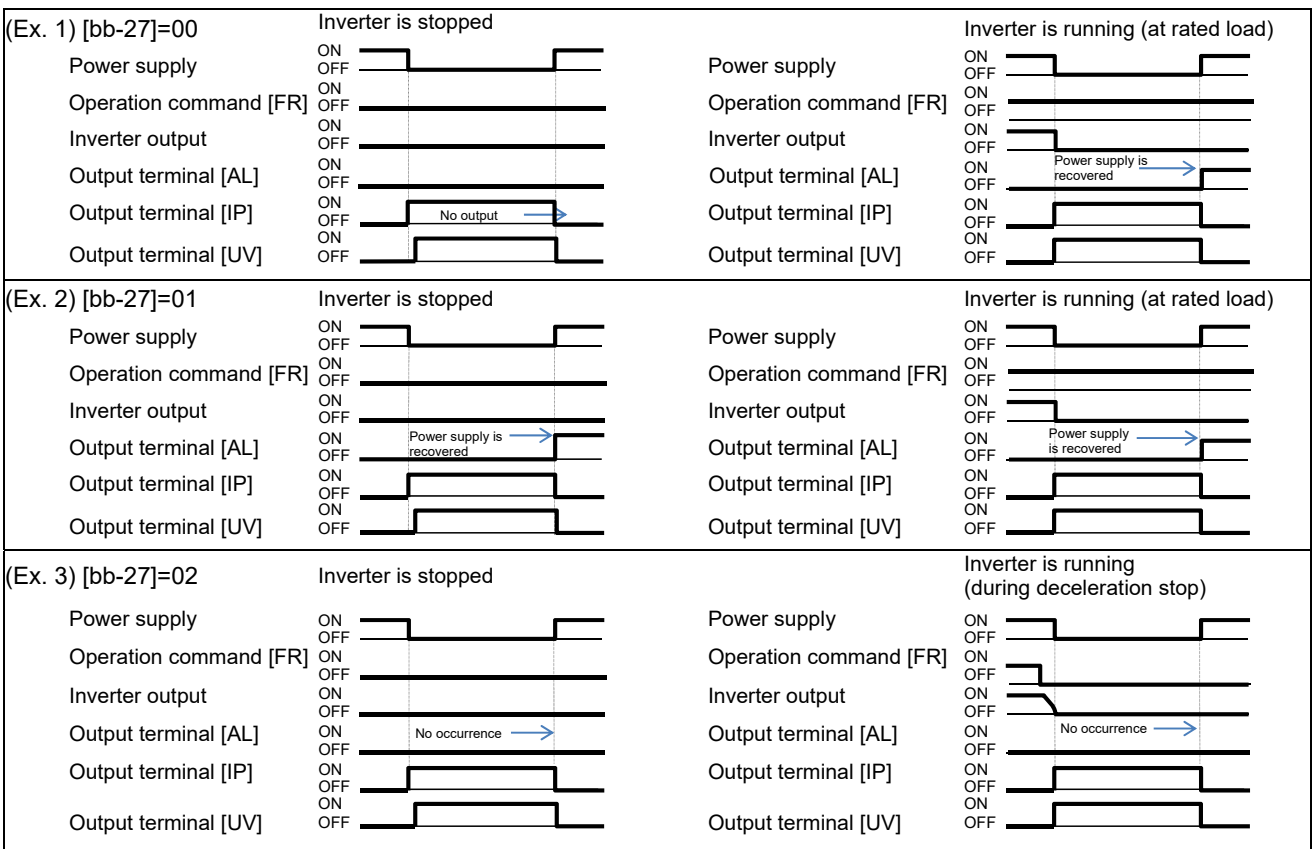 (Ex. 1) [bb-27]=00
Inverter is stopped
Power supply
ON
OFF
Operation command [FR]
ON
OFF
Inverter output
ON
OFF
Output terminal [AL]
ON
OFF
Output terminal [IP]
ON
OFF
No output
Output terminal [UV]
ON
OFF
Inverter is running (at rated load)
Power supply
ON
OFF
Operation command [FR]
ON
OFF
Inverter output
ON
OFF
Output terminal [AL]
ON
OFF
Power supply is
recovered
Output terminal [IP]
ON
OFF
Output terminal [UV]
ON
OFF
(Ex. 2) [bb-27]=01
Inverter is stopped
Power supply
ON
OFF
Operation command [FR]
ON
OFF
Inverter output
ON
OFF
Output terminal [AL]
ON
OFF
Power supply is
recovered
Output terminal [IP]
ON
OFF
Output terminal [UV]
ON
OFF
Inverter is running (at rated load)
Power supply
ON
OFF
Operation command [FR]
ON
OFF
Inverter output
ON
OFF
Output terminal [AL]
ON
OFF
Power supply
is recovered
Output terminal [IP]
ON
OFF
Output terminal [UV]
ON
OFF
(Ex. 3) [bb-27]=02
Inverter is stopped
Power supply
ON
OFF
Operation command [FR]
ON
OFF
Inverter output
ON
OFF
Output terminal [AL]
ON
OFF
No occurrence
Output terminal [IP]
ON
OFF
Output terminal [UV]
ON
OFF
Inverter is running
(during deceleration stop)
Power supply
ON
OFF
Operation command [FR]
ON
OFF
Inverter output
ON
OFF
Output terminal [AL]
ON
OFF
No occurrence
Output terminal [IP]
ON
OFF
Output terminal [UV]
ON
OFF